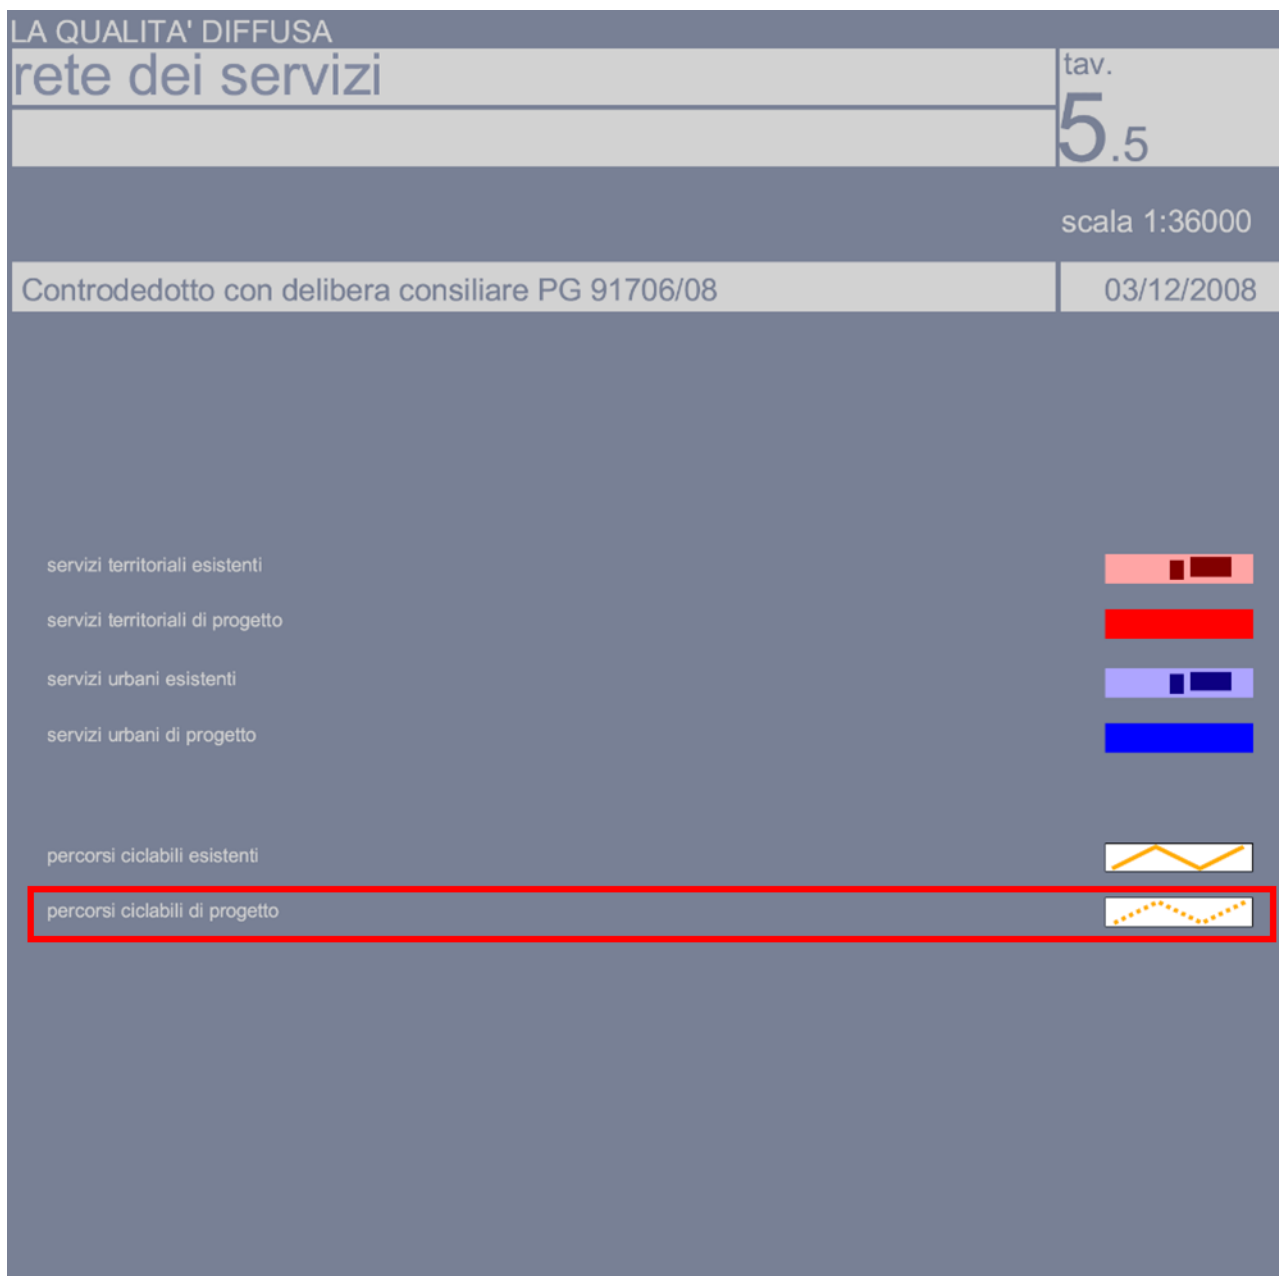 LA QUALITA' DIFFUSA
rete dei servizi
tav.
5.5
scala 1:36000
Controdedotto con delibera consiliare PG 91706/08
03/12/2008
servizi territoriali esistenti
servizi territoriali di progetto
servizi urbani esistenti
servizi urbani di progetto
percorsi ciclabili esistenti
percorsi ciclabili di progetto